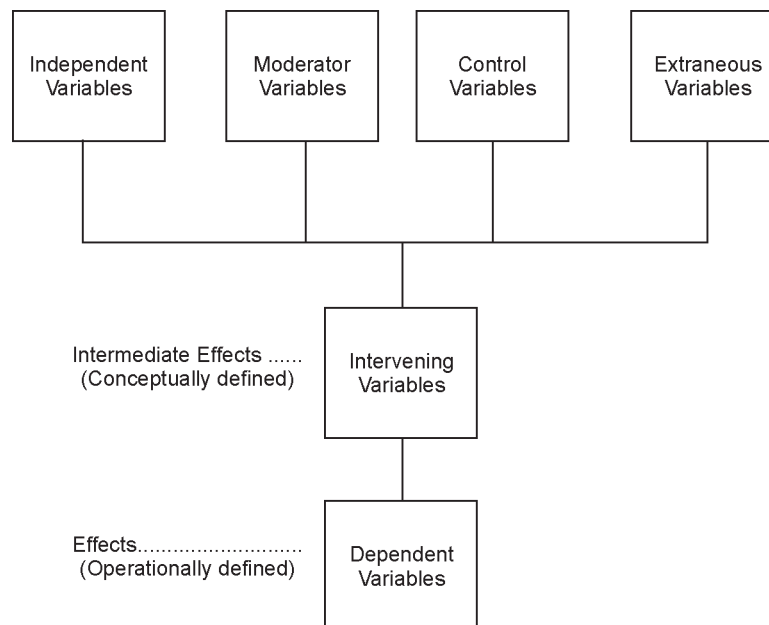 Independent
Variables
Moderator
Variables
Control
Variables
Extraneous
Variables
Intermediate Effects ......
(Conceptually defined)
Intervening
Variables
Effects............................
(Operationally defined)
Dependent
Variables